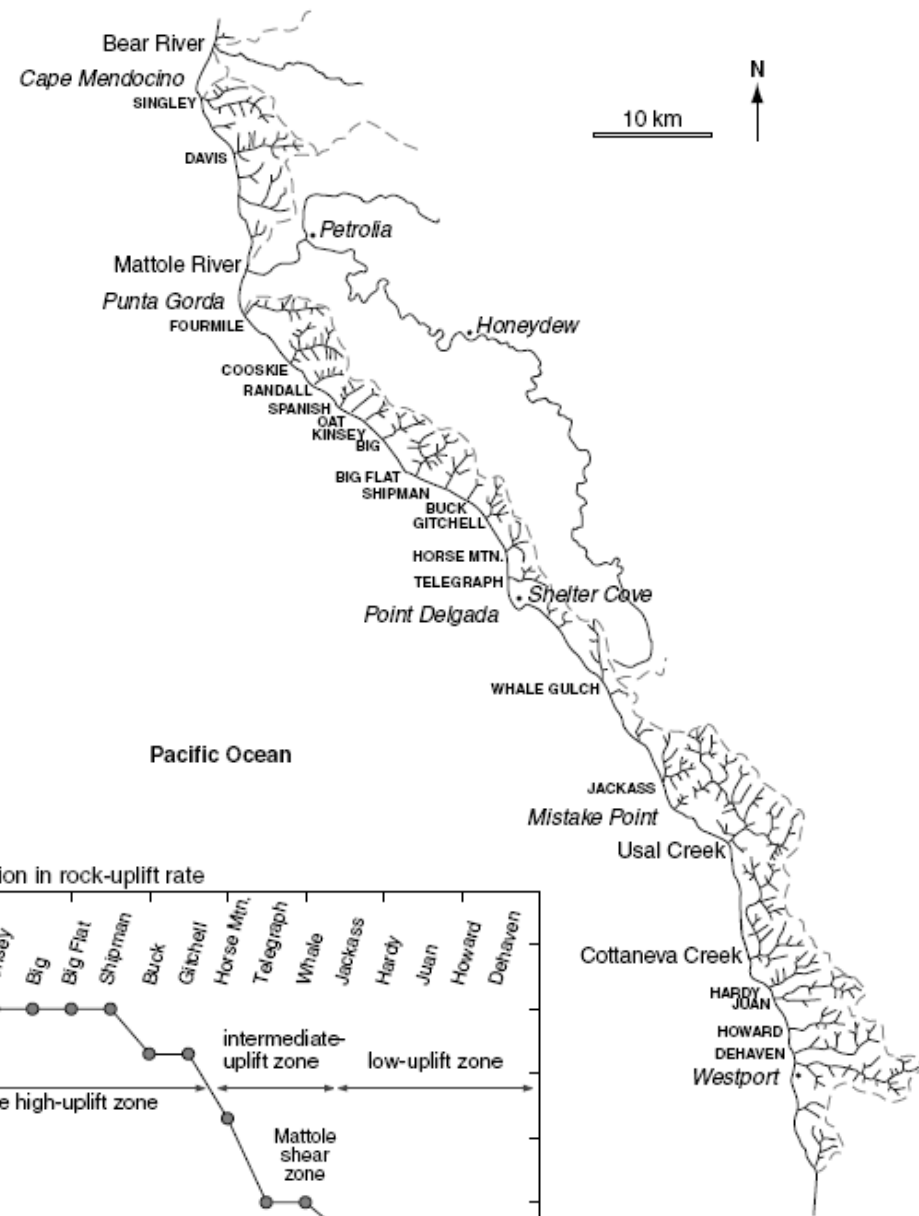 Bear River
Cape Mendocino
SINGLEY
N
10 km
DAVIS
Petrolia
Mattole River
Punta Gorda
FOURMILE
Honeydew
COOSKIE
RANDALL
SPANISH
OAT
KINSEY
BIG
BIG FLAT
SHIPMAN
BUCK
GITCHELL
HORSE MTN.
TELEGRAPH
Shelter Cove
Point Delgada
WHALE GULCH
Pacific Ocean
JACKASS
Mistake Point
Usal Creek
Cottaneva Creek
HARDY
JUAN
HOWARD
DEHAVEN
Westport
ion in rock-uplift rate
nsey
Big
Big Flat
Shipman
Buck
Gitchell
Horse Mtn.
Telegraph
Whale
Jackass
Hardy
Juan
Howard
Dehaven
intermediate-
uplift zone
low-uplift zone
e high-uplift zone
Mattole
shear
zone